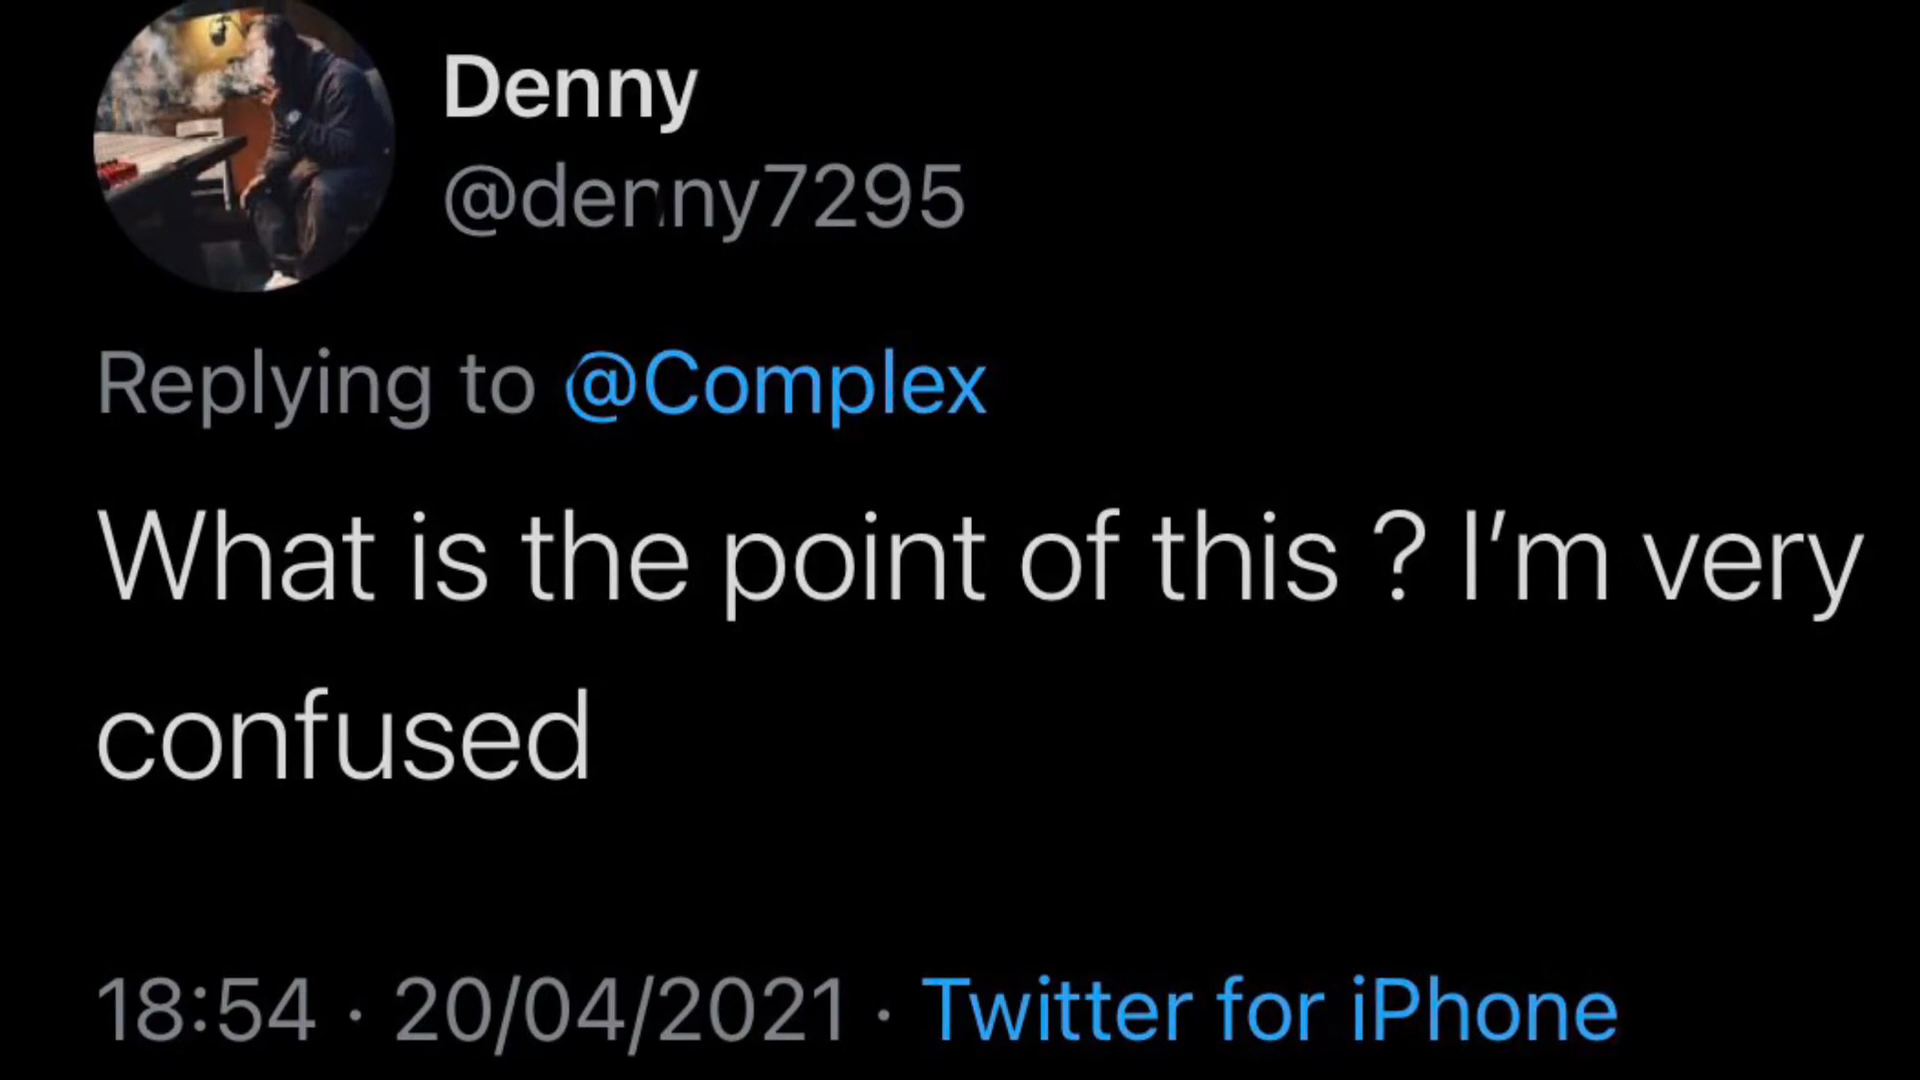 Denny
@denny7295
Replying to @Complex
What is the point of this ? I’m very
confused
18:54 · 20/04/2021 · Twitter for iPhone